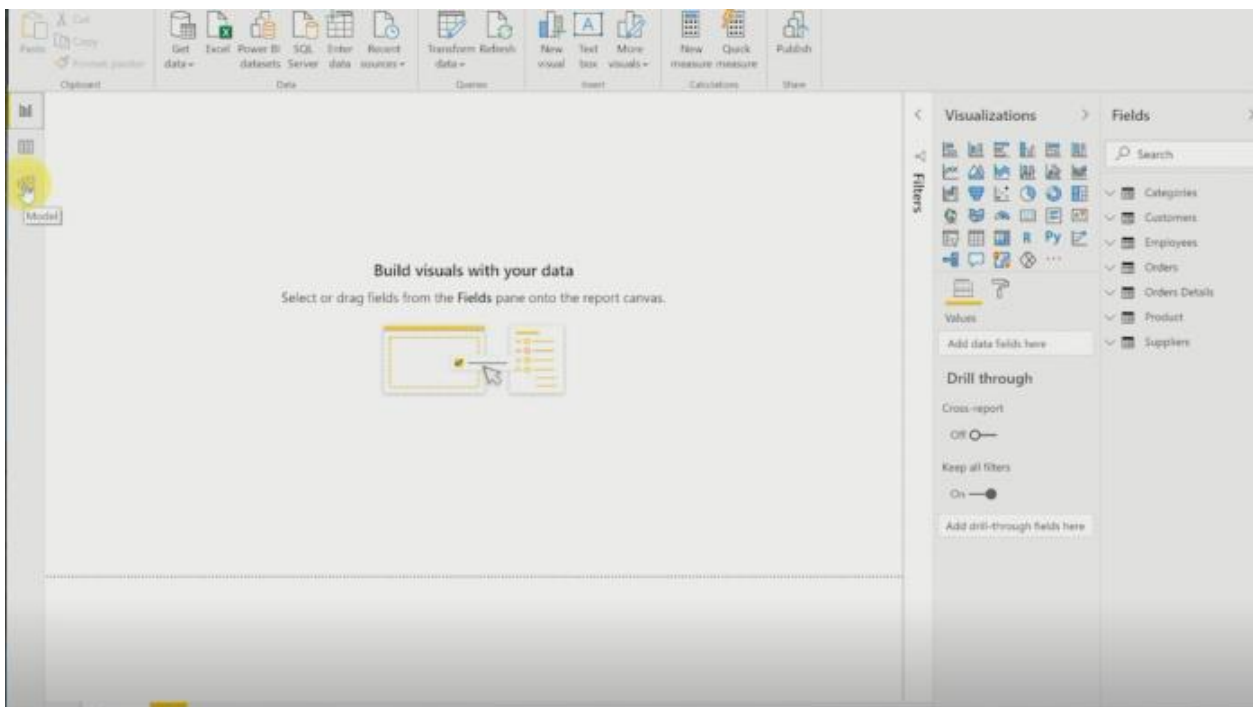 Cut
Copy
Paste
Format painter
Clipboard
Get data
Excel
Power BI datasets
SQL Server
Enter data
Recent sources
Data
Transform data
Refresh
Queries
New visual
Text box
More visuals
Insert
New measure
Quick measure
Calculations
Publish
Share
Model
Build visuals with your data
Select or drag fields from the Fields pane onto the report canvas.
Filters
Visualizations
R
Py
Values
Add data fields here
Drill through
Cross-report
Off
Keep all filters
On
Add drill-through fields here
Fields
Search
Categories
Customers
Employees
Orders
Orders Details
Product
Suppliers